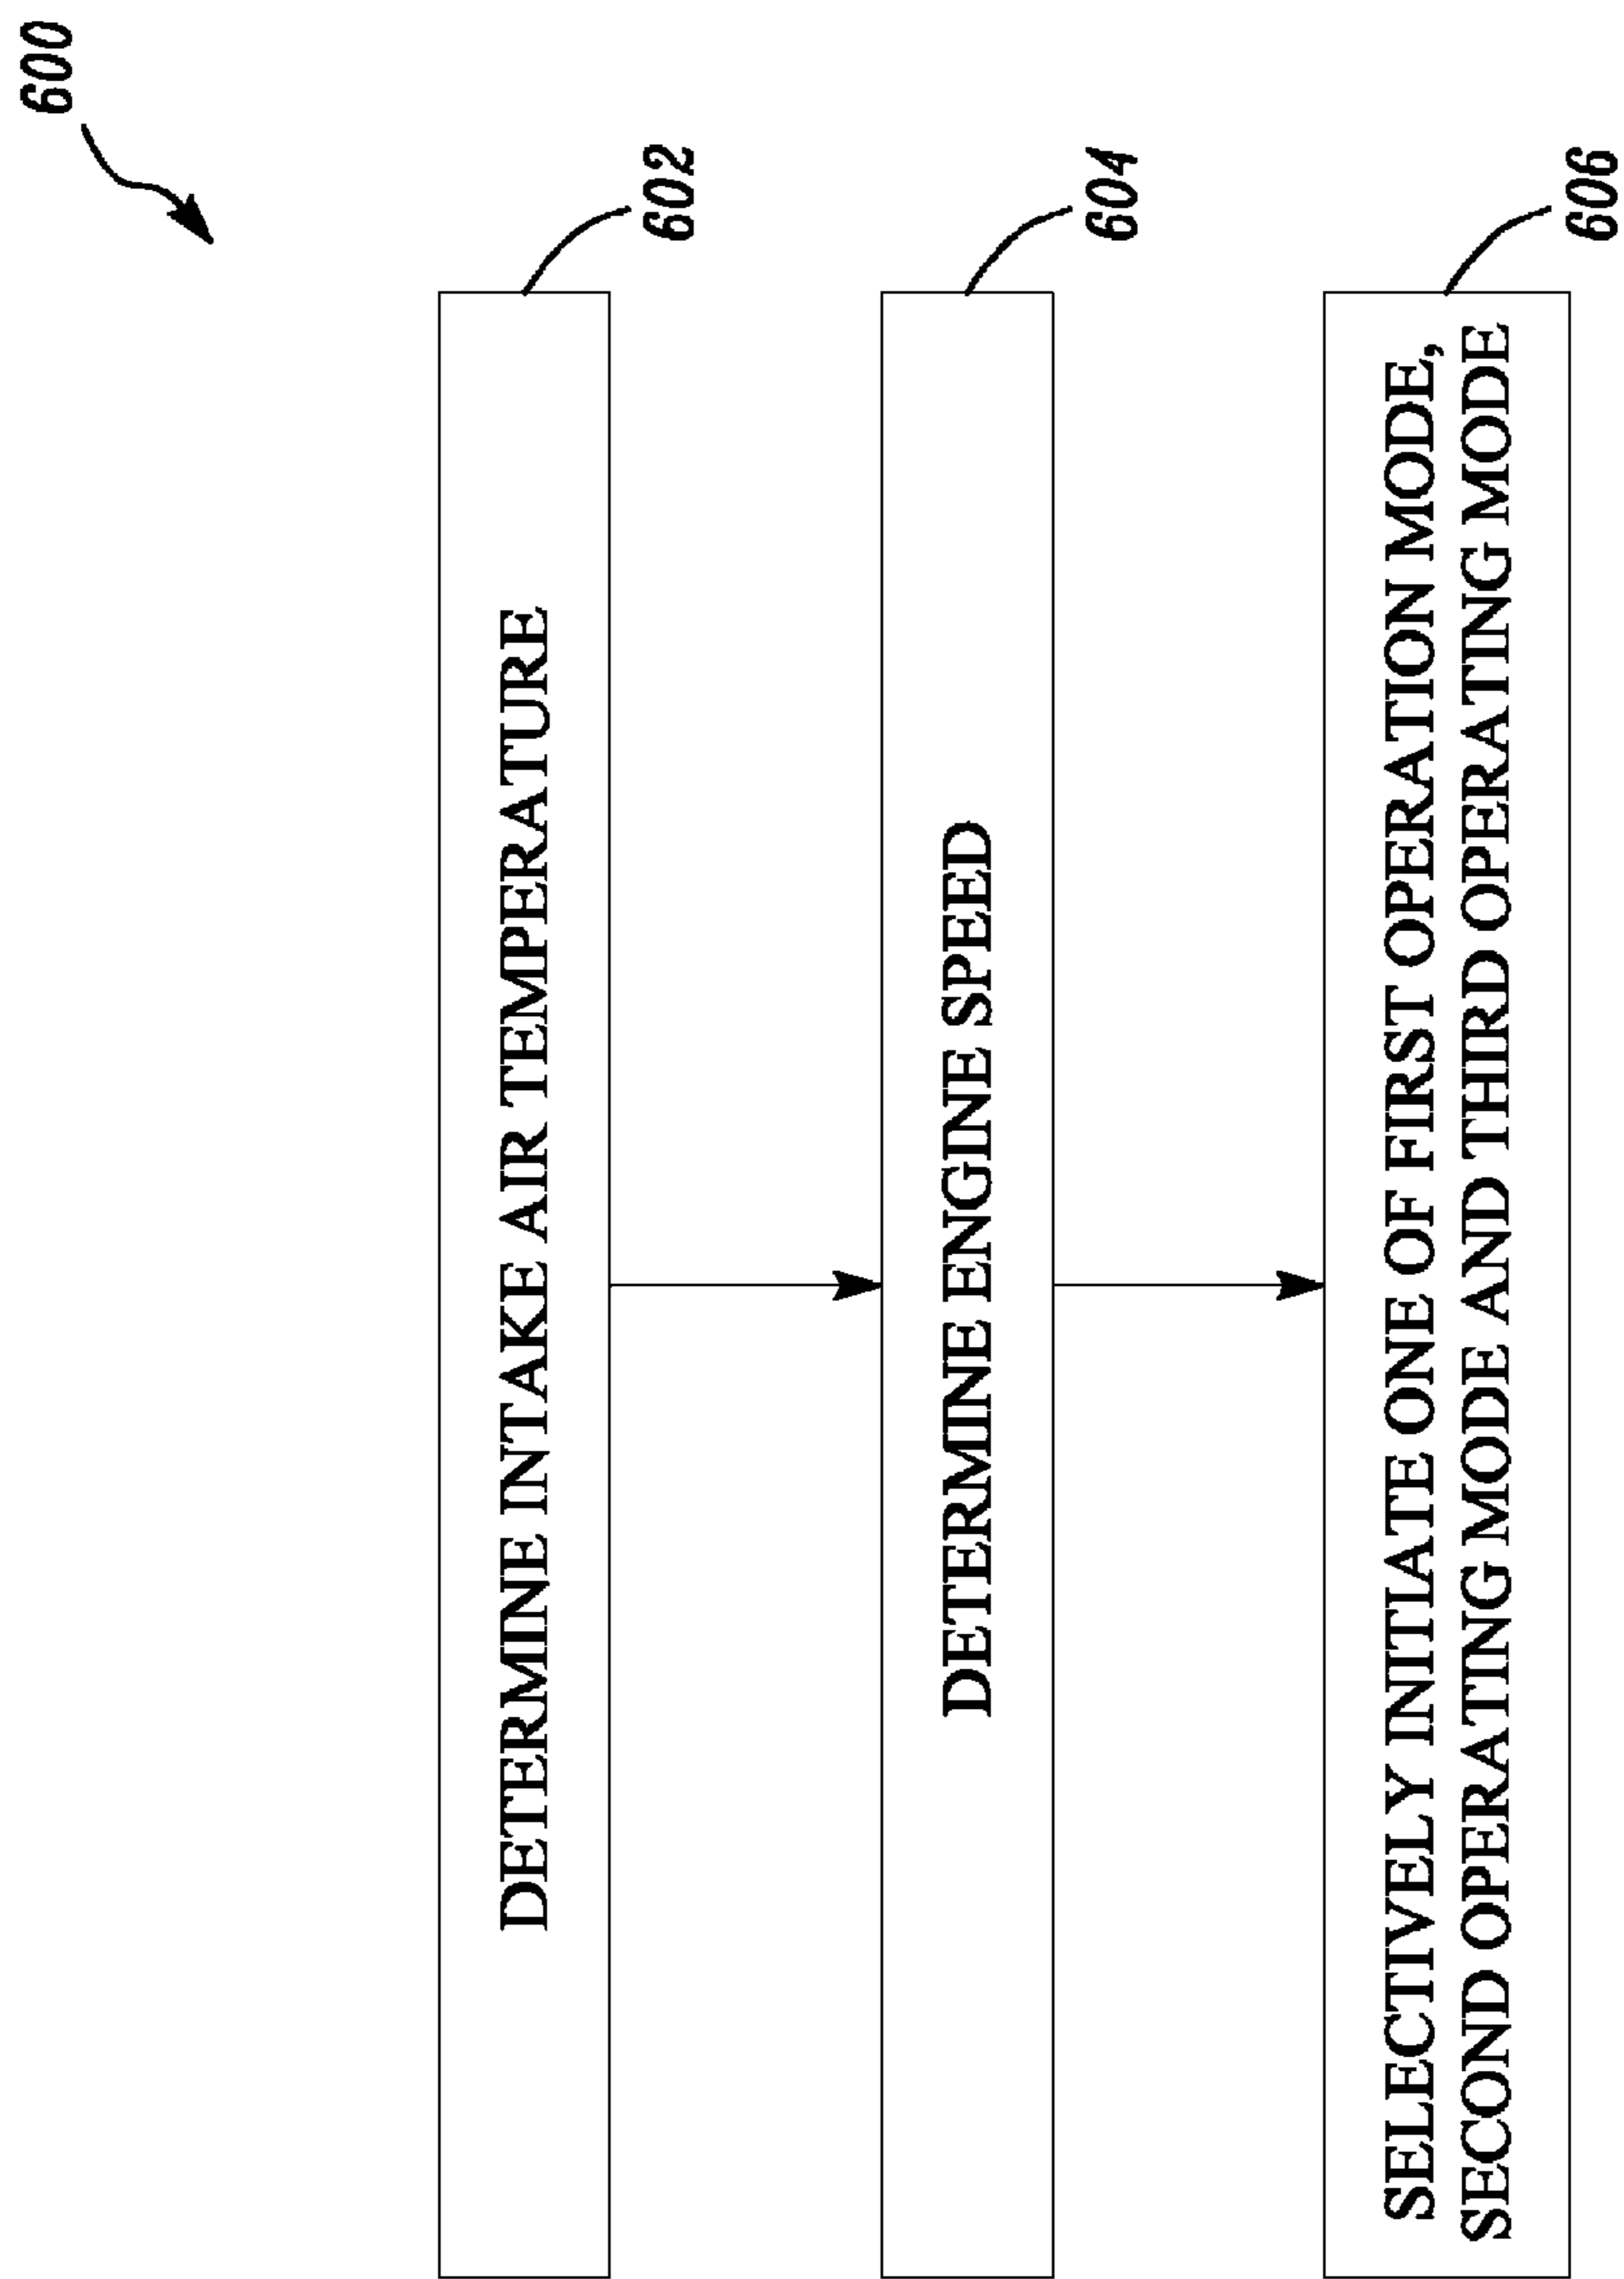 600
DETERMINE INTAKE AIR TEMPERATURE
602
DETERMINE ENGINE SPEED
604
SELECTIVELY INITIATE ONE OF FIRST OPERATION MODE,
SECOND OPERATING MODE AND THIRD OPERATING MODE
606